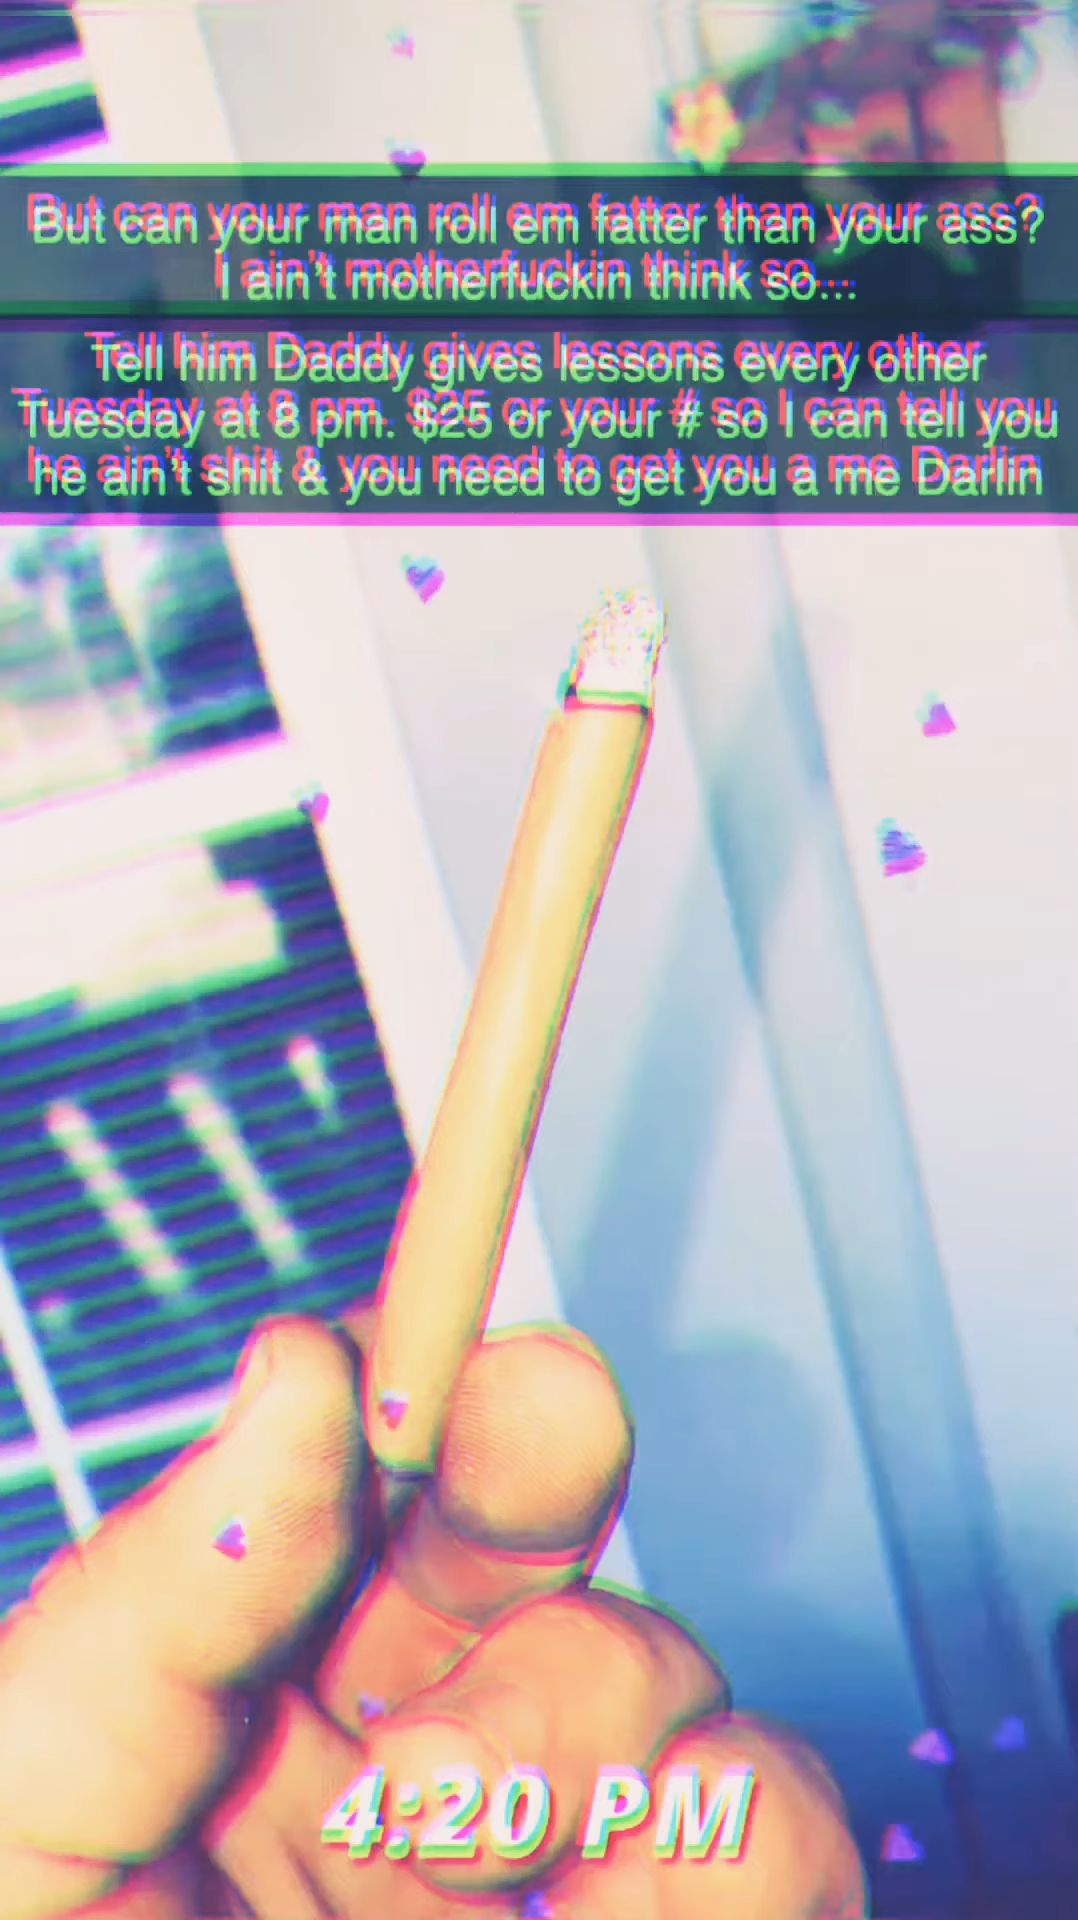 But can your man roll em fatter than your ass?
I ain't motherfuckin think so...
Tell him Daddy gives lessons every other
Tuesday at 8 pm. $25 or your # so I can tell you
he ain't shit & you need to get you a me Darlin
4:20 PM